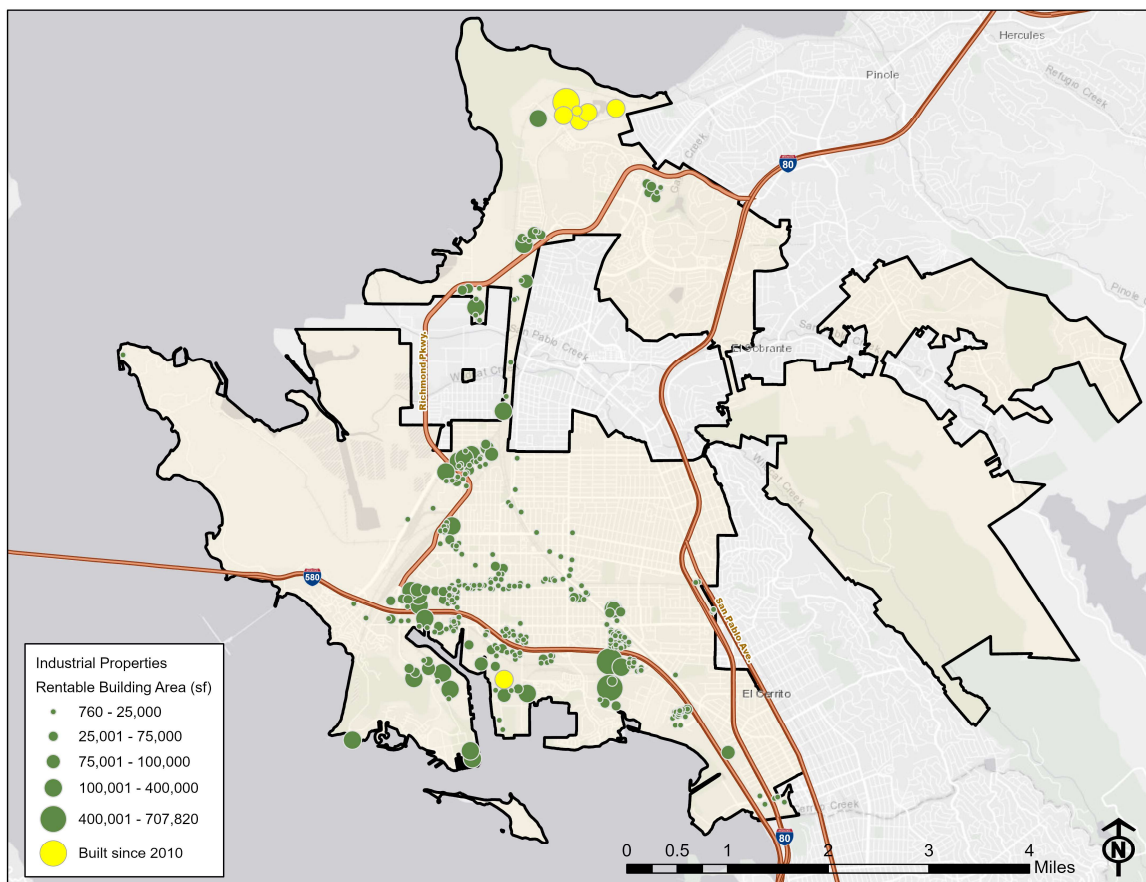 Hercules
Pinole
Refugio Creek
80
Creek
Pinole
El Sobrante
San Pablo Creek
Creek
Richmond Pkwy.
Creek
580
San Pablo Ave.
El Cerrito
Creek
80
Industrial Properties
Rentable Building Area (sf)
760 - 25,000
25,001 - 75,000
75,001 - 100,000
100,001 - 400,000
400,001 - 707,820
Built since 2010
0 0.5 1 2 3 4
Miles
N